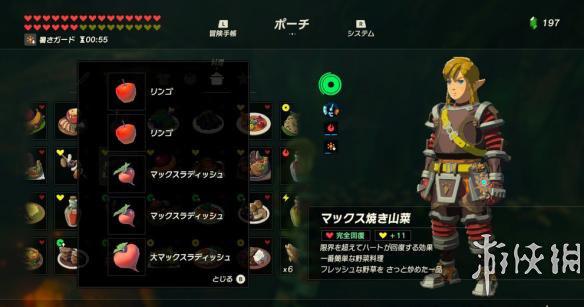 L
冒険手帳
ポーチ
R
システム
197
暑さガード 00:55
料理
リンゴ
リンゴ
マックスラディッシュ
マックスラディッシュ
大マックスラディッシュ
とじる B
x6
マックス焼き山菜
完全回復 +11
限界を超えてハートが回復する効果
一番簡単な野菜料理
フレッシュな野草を さっと炒めた一品
游侠网